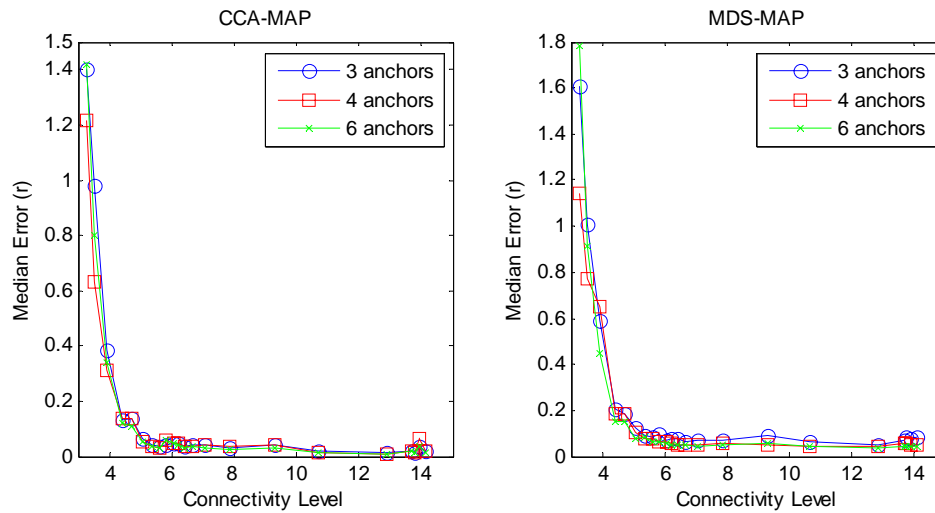 CCA-MAP
1.5
1.4
1.2
1
0.8
0.6
0.4
0.2
0
4
6
8
10
12
14
Median Error (r)
Connectivity Level
3 anchors
4 anchors
6 anchors
MDS-MAP
1.8
1.6
1.4
1.2
1
0.8
0.6
0.4
0.2
0
4
6
8
10
12
14
Median Error (r)
Connectivity Level
3 anchors
4 anchors
6 anchors